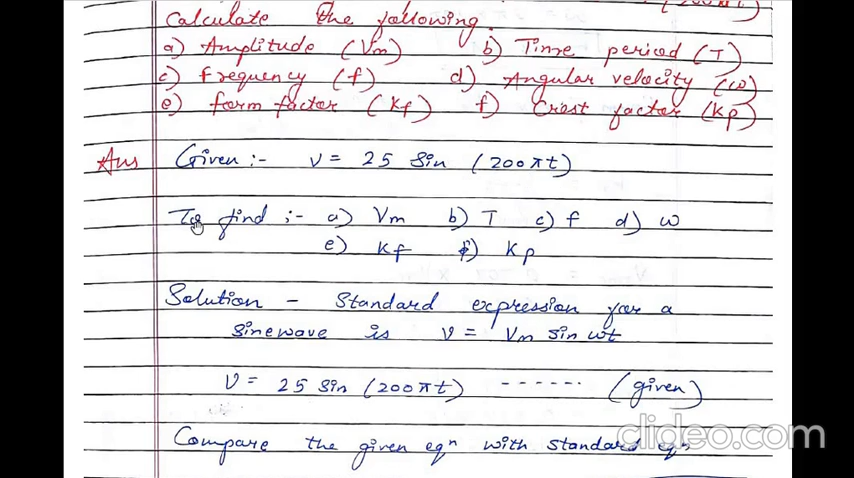 (200πt)
Calculate the following.
a) Amplitude (Vm) b) Time period (T)
c) frequency (f) d) Angular velocity (ω)
e) form factor (Kf) f) Crest factor (Kp)
Ans Given :- v = 25 sin (200πt)
To find :- a) Vm b) T c) f d) ω
e) Kf f) Kp
Solution - Standard expression for a
sinewave is v = Vm sin ωt
v = 25 sin (200πt) ------ (given)
Compare the given eqn with standard eqn
clideo.com